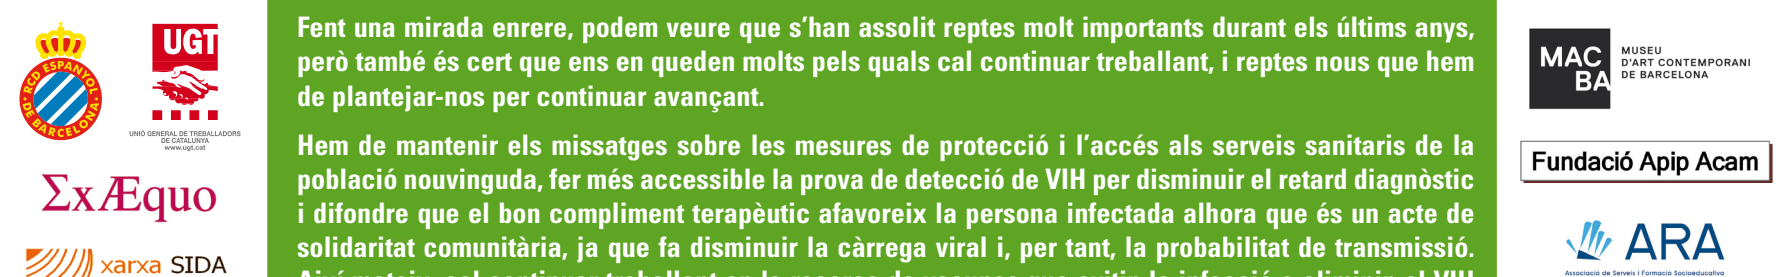 RCD ESPANYOL
DE BARCELONA
UGT
UNIÓ GENERAL DE TREBALLADORS
DE CATALUNYA
www.ugt.cat
ΣxÆquo
xarxa SIDA
Fent una mirada enrere, podem veure que s’han assolit reptes molt importants durant els últims anys,
però també és cert que ens en queden molts pels quals cal continuar treballant, i reptes nous que hem
de plantejar-nos per continuar avançant.
Hem de mantenir els missatges sobre les mesures de protecció i l’accés als serveis sanitaris de la
població nouvinguda, fer més accessible la prova de detecció de VIH per disminuir el retard diagnòstic
i difondre que el bon compliment terapèutic afavoreix la persona infectada alhora que és un acte de
solidaritat comunitària, ja que fa disminuir la càrrega viral i, per tant, la probabilitat de transmissió.
MAC
BA
MUSEU
D'ART CONTEMPORANI
DE BARCELONA
Fundació Apip Acam
ARA
Associació de Serveis i Formació Socioeducativa